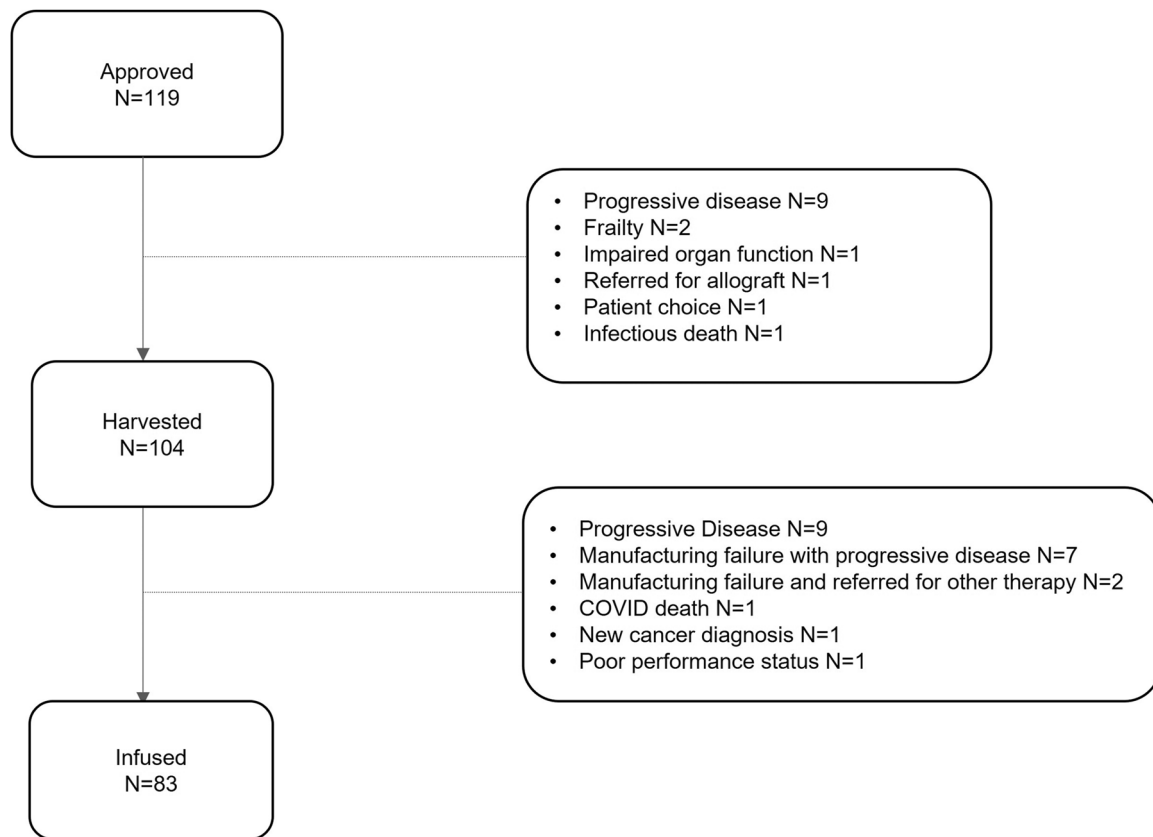 Approved
N=119
• Progressive disease N=9
• Frailty N=2
• Impaired organ function N=1
• Referred for allograft N=1
• Patient choice N=1
• Infectious death N=1
Harvested
N=104
• Progressive Disease N=9
• Manufacturing failure with progressive disease N=7
• Manufacturing failure and referred for other therapy N=2
• COVID death N=1
• New cancer diagnosis N=1
• Poor performance status N=1
Infused
N=83